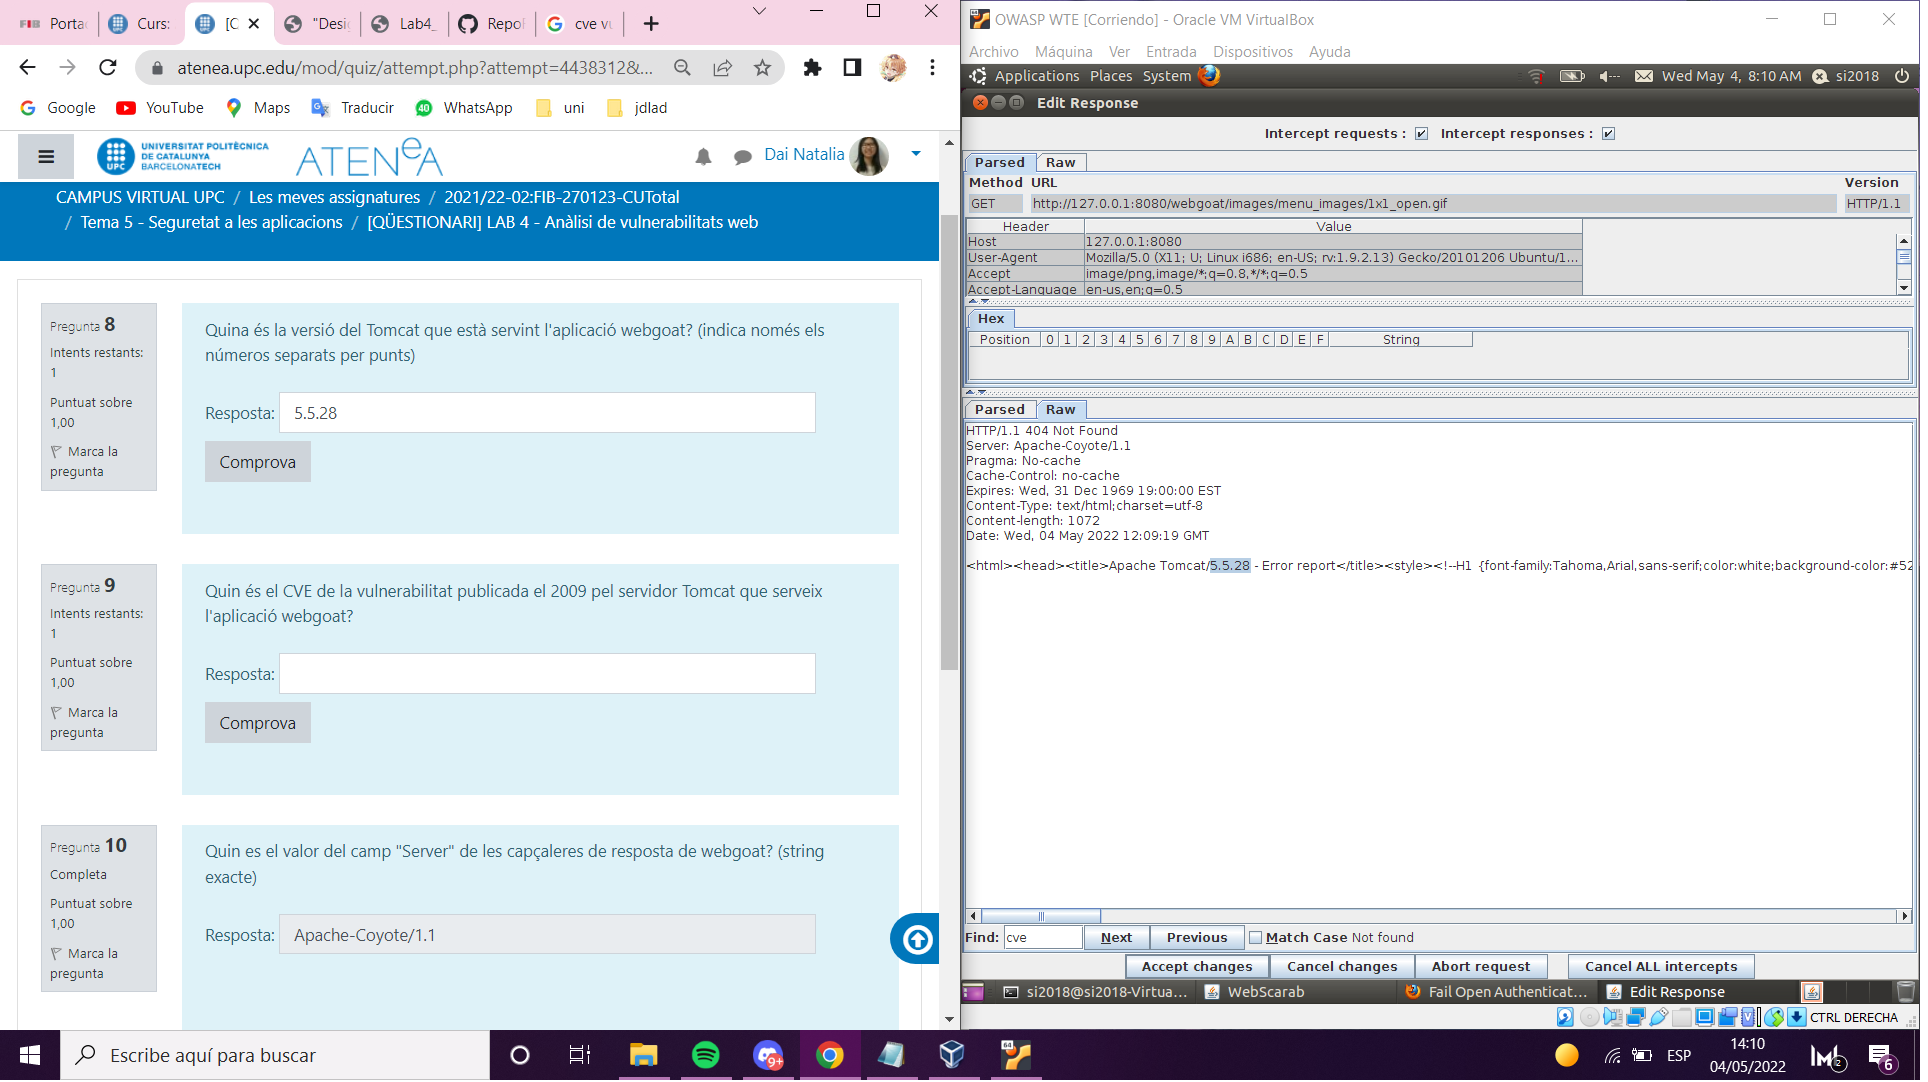 Porta
Curs:
[C
"Desi
Lab4_
Repo
cve vu
atenea.upc.edu/mod/quiz/attempt.php?attempt=4438312&...
Google
YouTube
Maps
Traducir
WhatsApp
uni
jdlad
UPC
UNIVERSITAT POLITÈCNICA
DE CATALUNYA
BARCELONATECH
ATENeA
Dai Natalia
CAMPUS VIRTUAL UPC / Les meves assignatures / 2021/22-02:FIB-270123-CUTotal
/ Tema 5 - Seguretat a les aplicacions / [QÜESTIONARI] LAB 4 - Anàlisi de vulnerabilitats web
Pregunta 8
Intents restants:
1
Puntuat sobre
1,00
Marca la
pregunta
Quina és la versió del Tomcat que està servint l'aplicació webgoat? (indica només els
números separats per punts)
Resposta: 5.5.28
Comprova
Pregunta 9
Intents restants:
1
Puntuat sobre
1,00
Marca la
pregunta
Quin és el CVE de la vulnerabilitat publicada el 2009 pel servidor Tomcat que serveix
l'aplicació webgoat?
Resposta:
Comprova
Pregunta 10
Completa
Puntuat sobre
1,00
Marca la
pregunta
Quin es el valor del camp "Server" de les capçaleres de resposta de webgoat? (string
exacte)
Resposta: Apache-Coyote/1.1
OWASP WTE [Corriendo] - Oracle VM VirtualBox
Archivo Máquina Ver Entrada Dispositivos Ayuda
Applications Places System
Wed May 4, 8:10 AM si2018
Edit Response
Intercept requests : Intercept responses :
Parsed Raw
Method URL Version
GET http://127.0.0.1:8080/webgoat/images/menu_images/1x1_open.gif HTTP/1.1
Header Value
Host 127.0.0.1:8080
User-Agent Mozilla/5.0 (X11; U; Linux i686; en-US; rv:1.9.2.13) Gecko/20101206 Ubuntu/1...
Accept image/png,image/*;q=0.8,*/*;q=0.5
Accept-Language en-us,en;q=0.5
Hex
Position 0 1 2 3 4 5 6 7 8 9 A B C D E F String
Parsed Raw
HTTP/1.1 404 Not Found
Server: Apache-Coyote/1.1
Pragma: No-cache
Cache-Control: no-cache
Expires: Wed, 31 Dec 1969 19:00:00 EST
Content-Type: text/html;charset=utf-8
Content-length: 1072
Date: Wed, 04 May 2022 12:09:19 GMT
<html><head><title>Apache Tomcat/5.5.28 - Error report</title><style><!--H1 {font-family:Tahoma,Arial,sans-serif;color:white;background-color:#52
Find: cve Next Previous Match Case Not found
Accept changes Cancel changes Abort request Cancel ALL intercepts
si2018@si2018-Virtua...
WebScarab
Fail Open Authenticat...
Edit Response
CTRL DERECHA
Escribe aquí para buscar
9+
64
ESP
14:10
04/05/2022
2
6